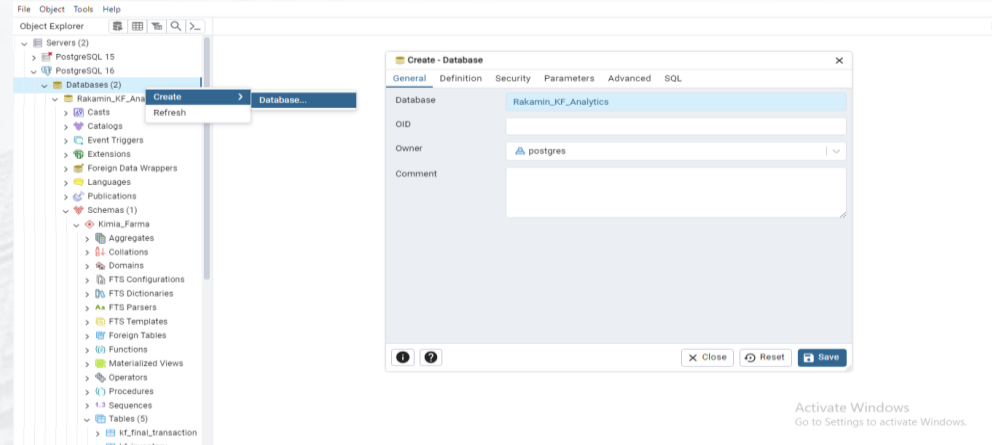 File Object Tools Help
Object Explorer
Servers (2)
PostgreSQL 15
PostgreSQL 16
Databases (2)
Rakamin_KF_Ana
Create
Database...
Refresh
Casts
Catalogs
Event Triggers
Extensions
Foreign Data Wrappers
Languages
Publications
Schemas (1)
Kimia_Farma
Aggregates
Collations
Domains
FTS Configurations
FTS Dictionaries
Aa FTS Parsers
FTS Templates
Foreign Tables
Functions
Materialized Views
Operators
Procedures
1..3 Sequences
Tables (5)
kf_final_transaction
Create - Database
General Definition Security Parameters Advanced SQL
Database Rakamin_KF_Analytics
OID
Owner postgres
Comment
Close Reset Save
Activate Windows
Go to Settings to activate Windows.